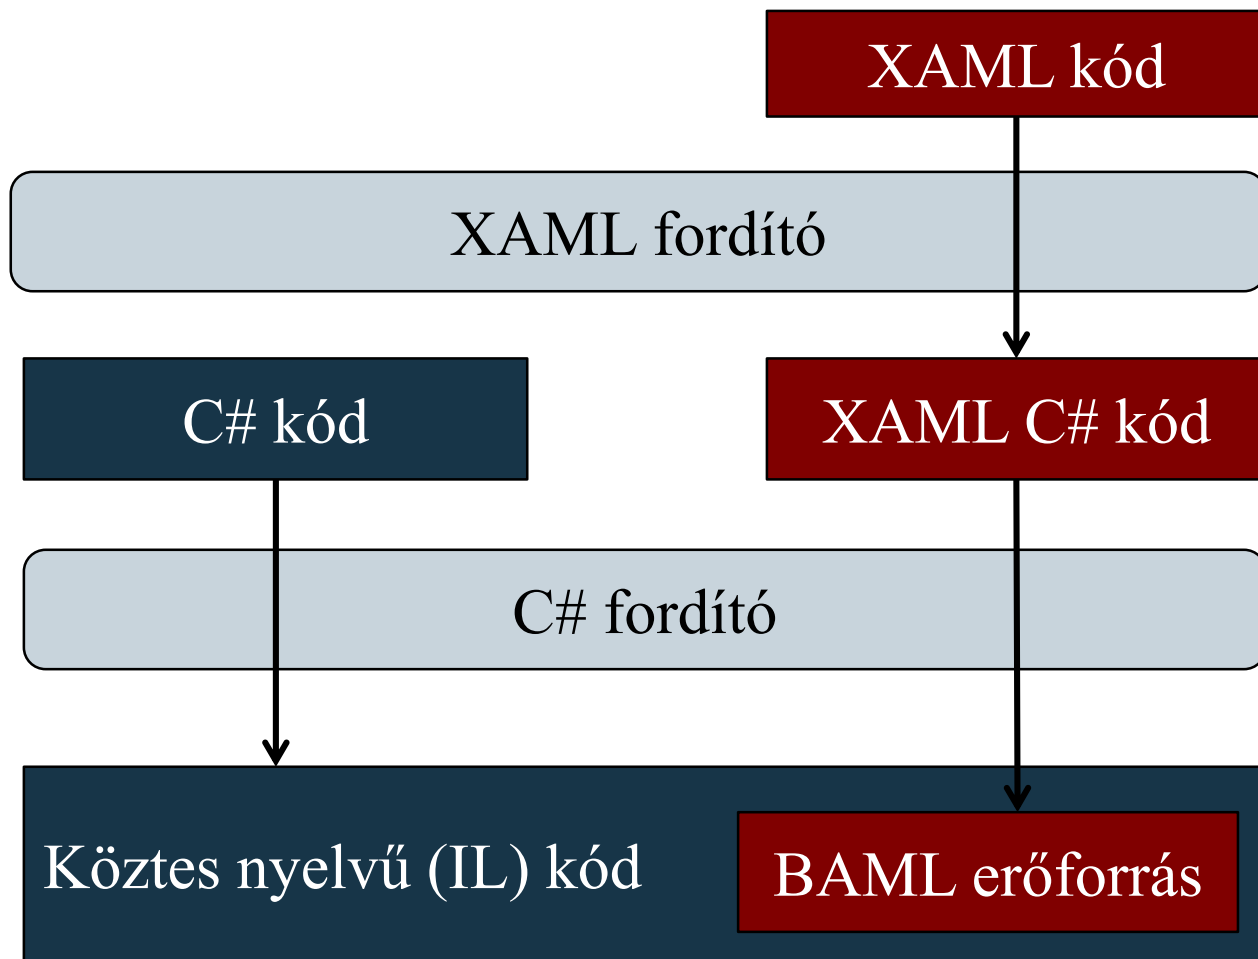 XAML kód
XAML fordító
C# kód
XAML C# kód
C# fordító
Köztes nyelvű (IL) kód
BAML erőforrás